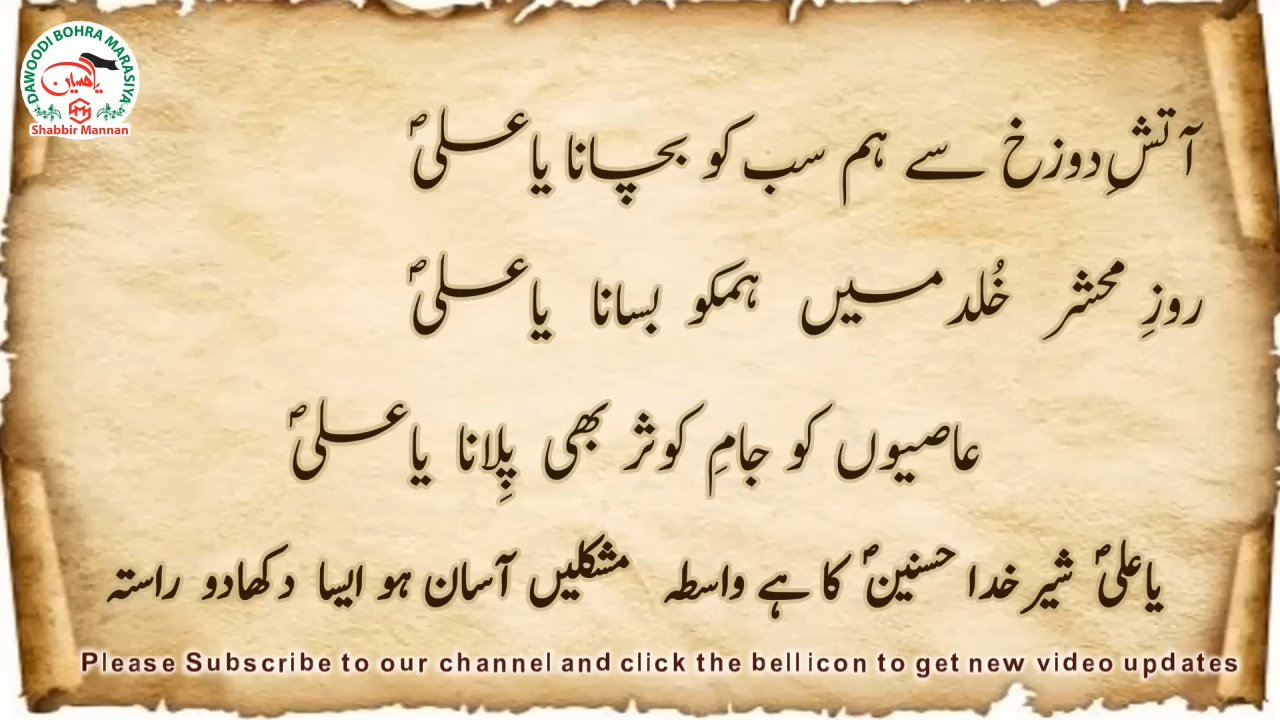 DAWOODI BOHRA MARASIYA
یا حسین
Shabbir Mannan
آتشِ دوزخ سے ہم سب کو بچانا یا علیؑ
روزِ محشر خُلد میں ہمکو بسانا یا علیؑ
عاصیوں کو جامِ کوثر بھی پِلانا یا علیؑ
یا علیؑ شیر خدا حسنینؑ کا ہے واسطہ مشکلیں آسان ہو ایسا دکھادو راستہ
Please Subscribe to our channel and click the bell icon to get new video updates